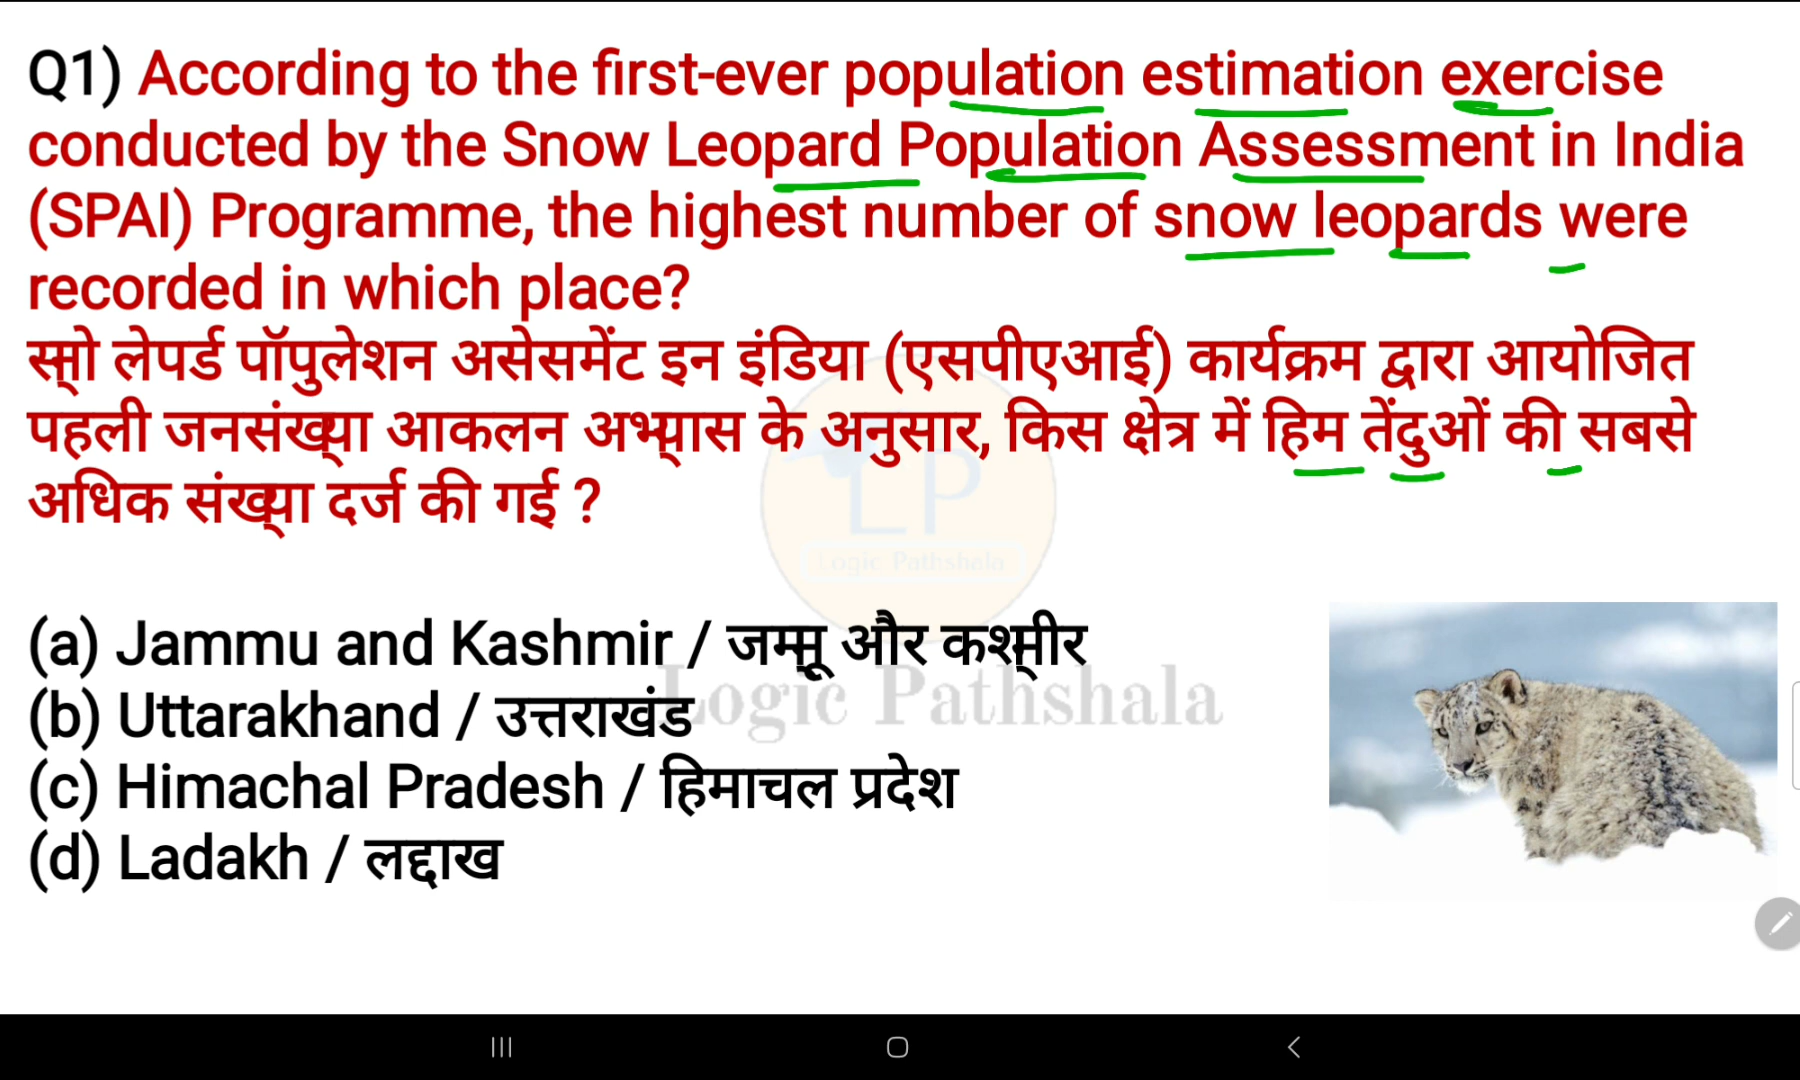 Q1) According to the first-ever population estimation exercise
conducted by the Snow Leopard Population Assessment in India
(SPAI) Programme, the highest number of snow leopards were
recorded in which place?
स्नो लेपर्ड पॉपुलेशन असेसमेंट इन इंडिया (एसपीएआई) कार्यक्रम द्वारा आयोजित
पहली जनसंख्या आकलन अभ्यास के अनुसार, किस क्षेत्र में हिम तेंदुओं की सबसे
अधिक संख्या दर्ज की गई ?
LP
Logic Pathshala
(a) Jammu and Kashmir / जम्मू और कश्मीर
Logic Pathshala
(b) Uttarakhand / उत्तराखंड
(c) Himachal Pradesh / हिमाचल प्रदेश
(d) Ladakh / लद्दाख